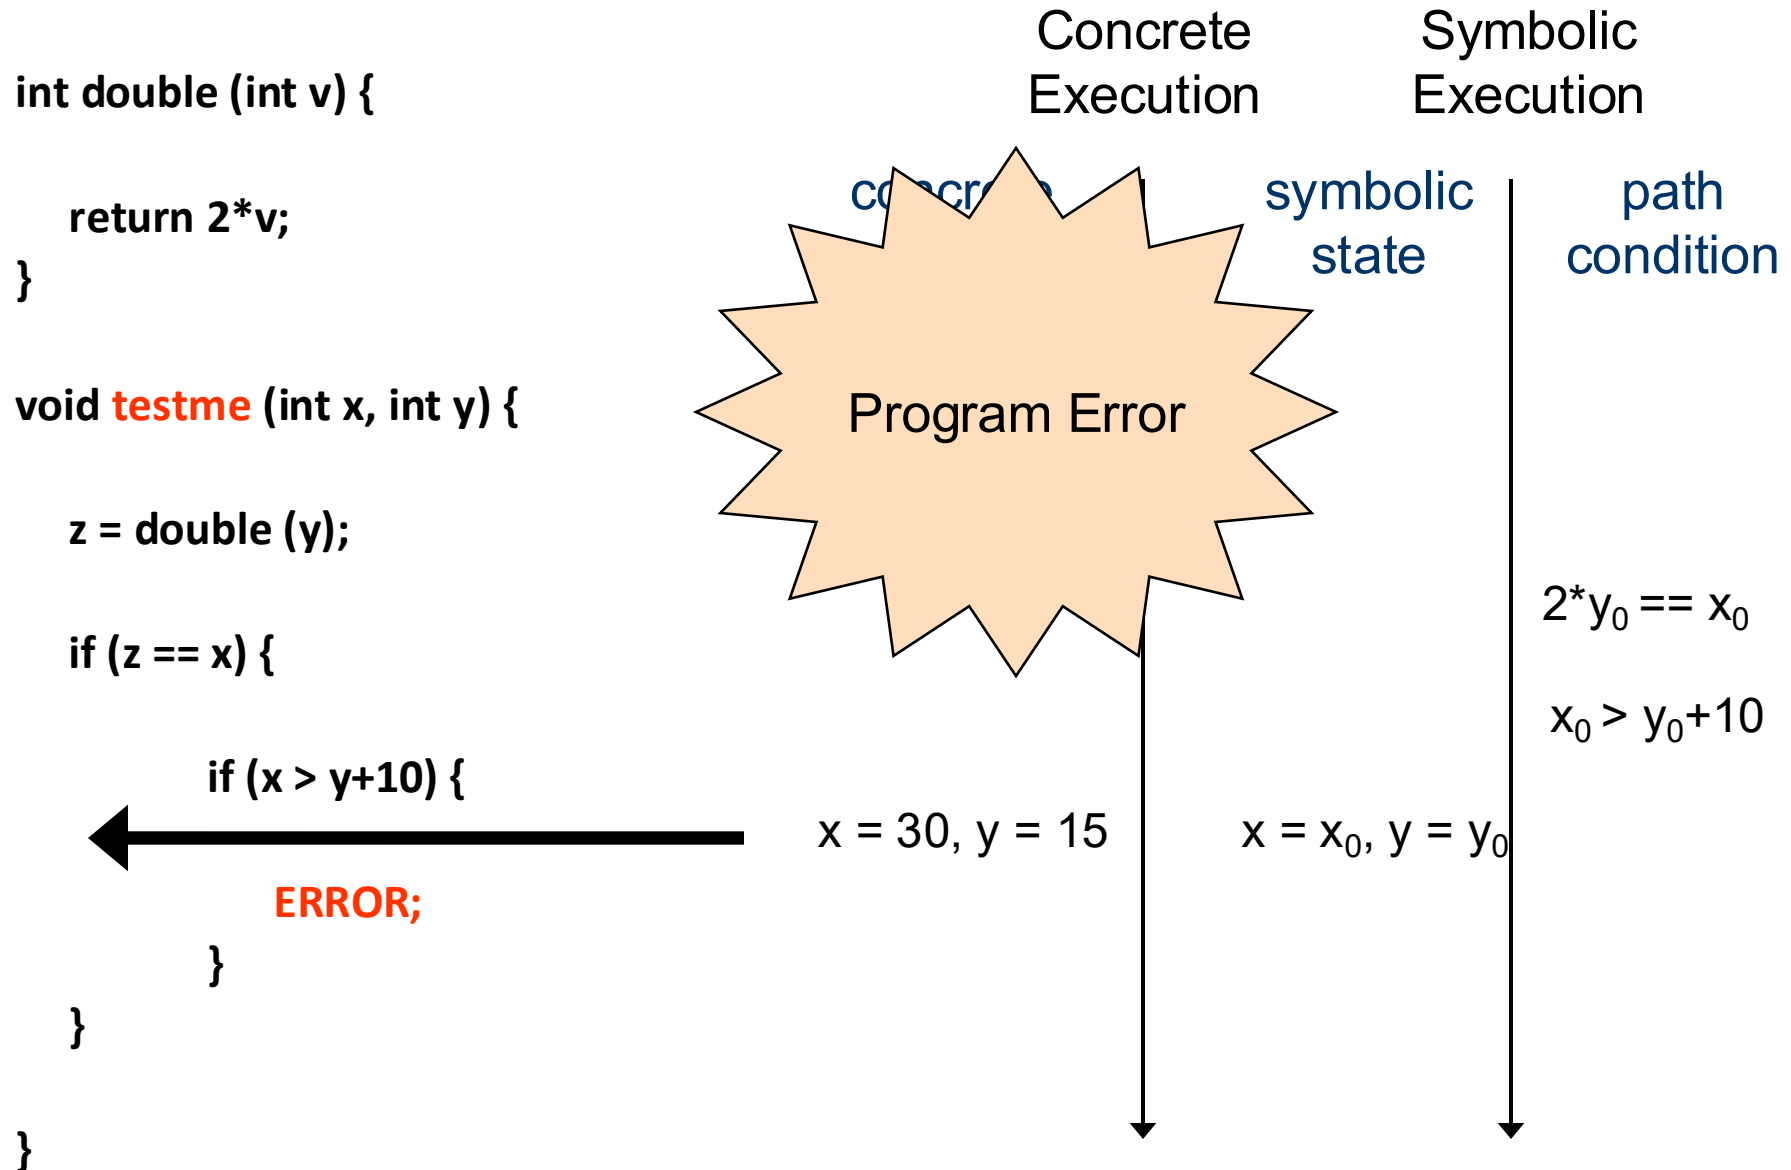 Concrete Execution
Symbolic Execution
int double (int v) {
return 2*v;
}
void testme (int x, int y) {
z = double (y);
if (z == x) {
if (x > y+10) {
ERROR;
}
}
}
concrete
symbolic
state
path
condition
Program Error
2*y₀ == x₀
x₀ > y₀+10
x = 30, y = 15
x = x₀, y = y₀